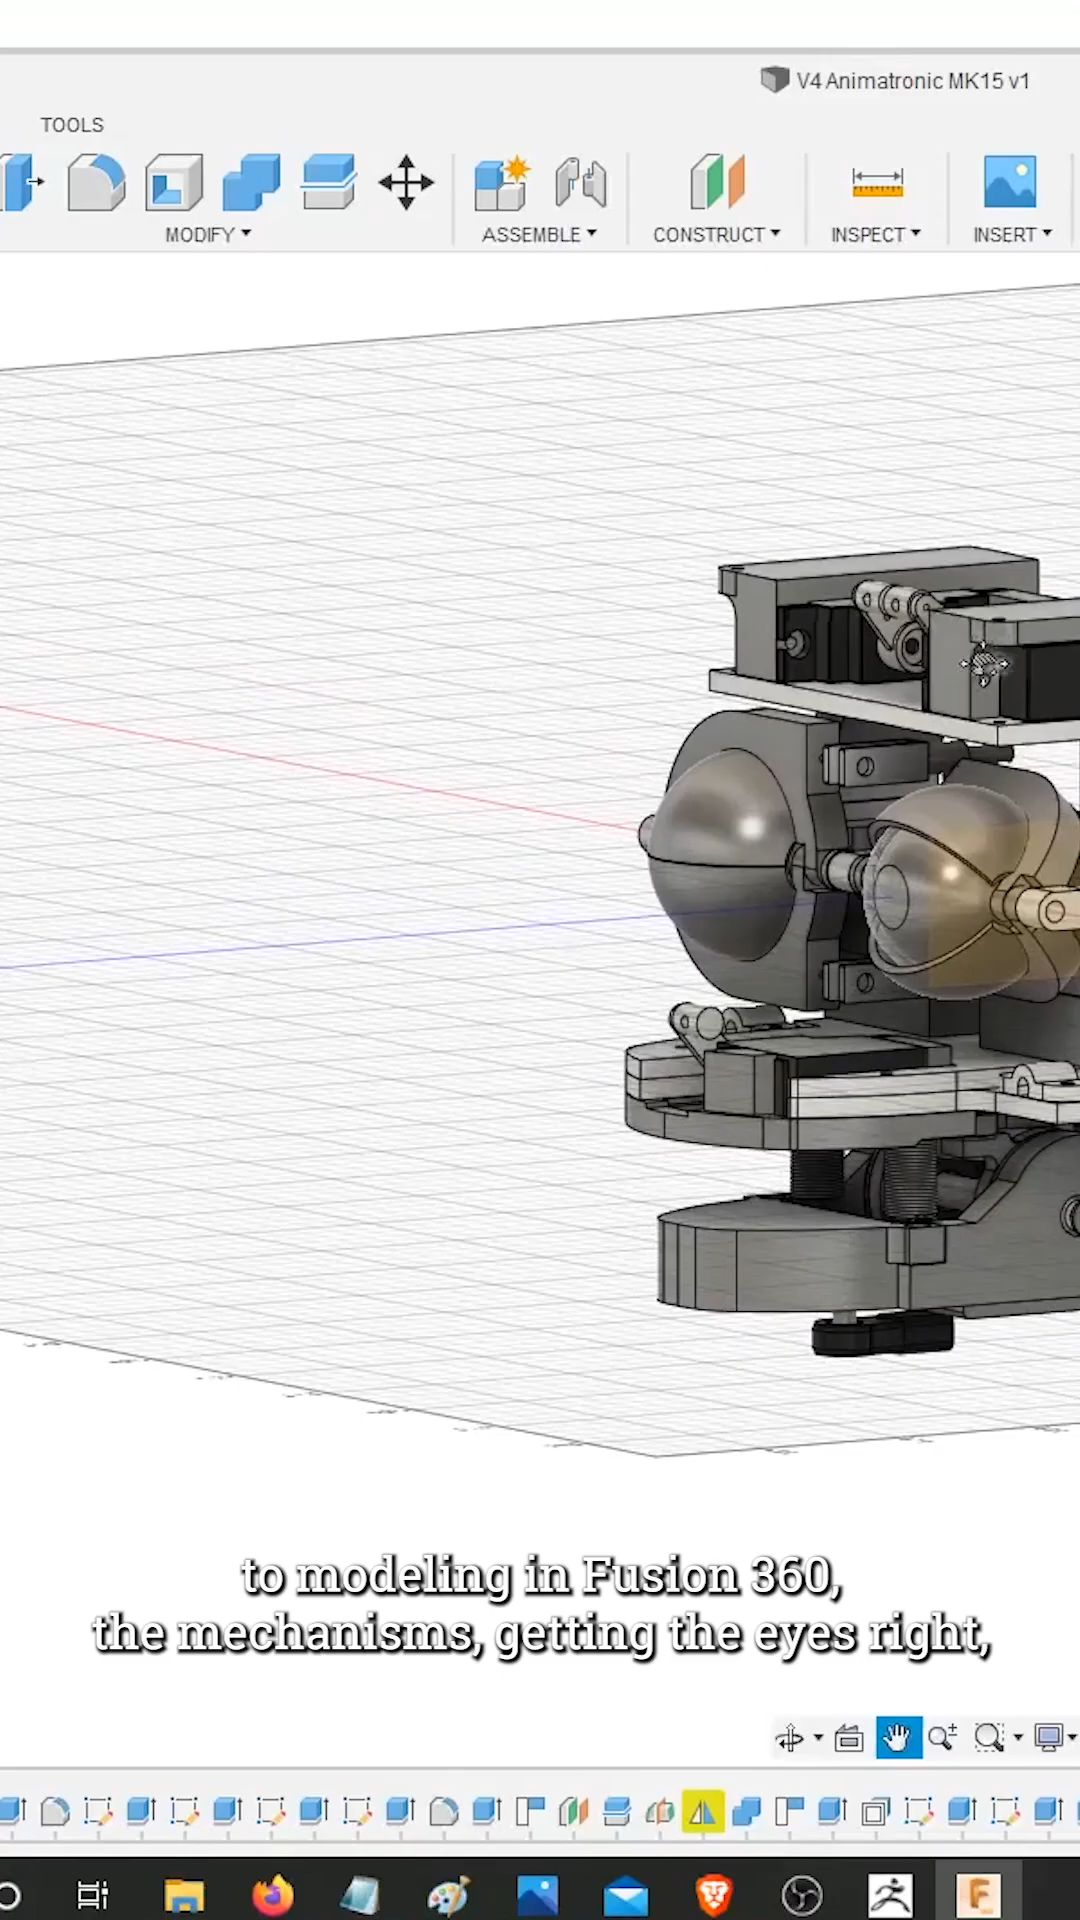 V4 Animatronic MK15 v1
TOOLS
MODIFY
ASSEMBLE
CONSTRUCT
INSPECT
INSERT
to modeling in Fusion 360,
the mechanisms, getting the eyes right,